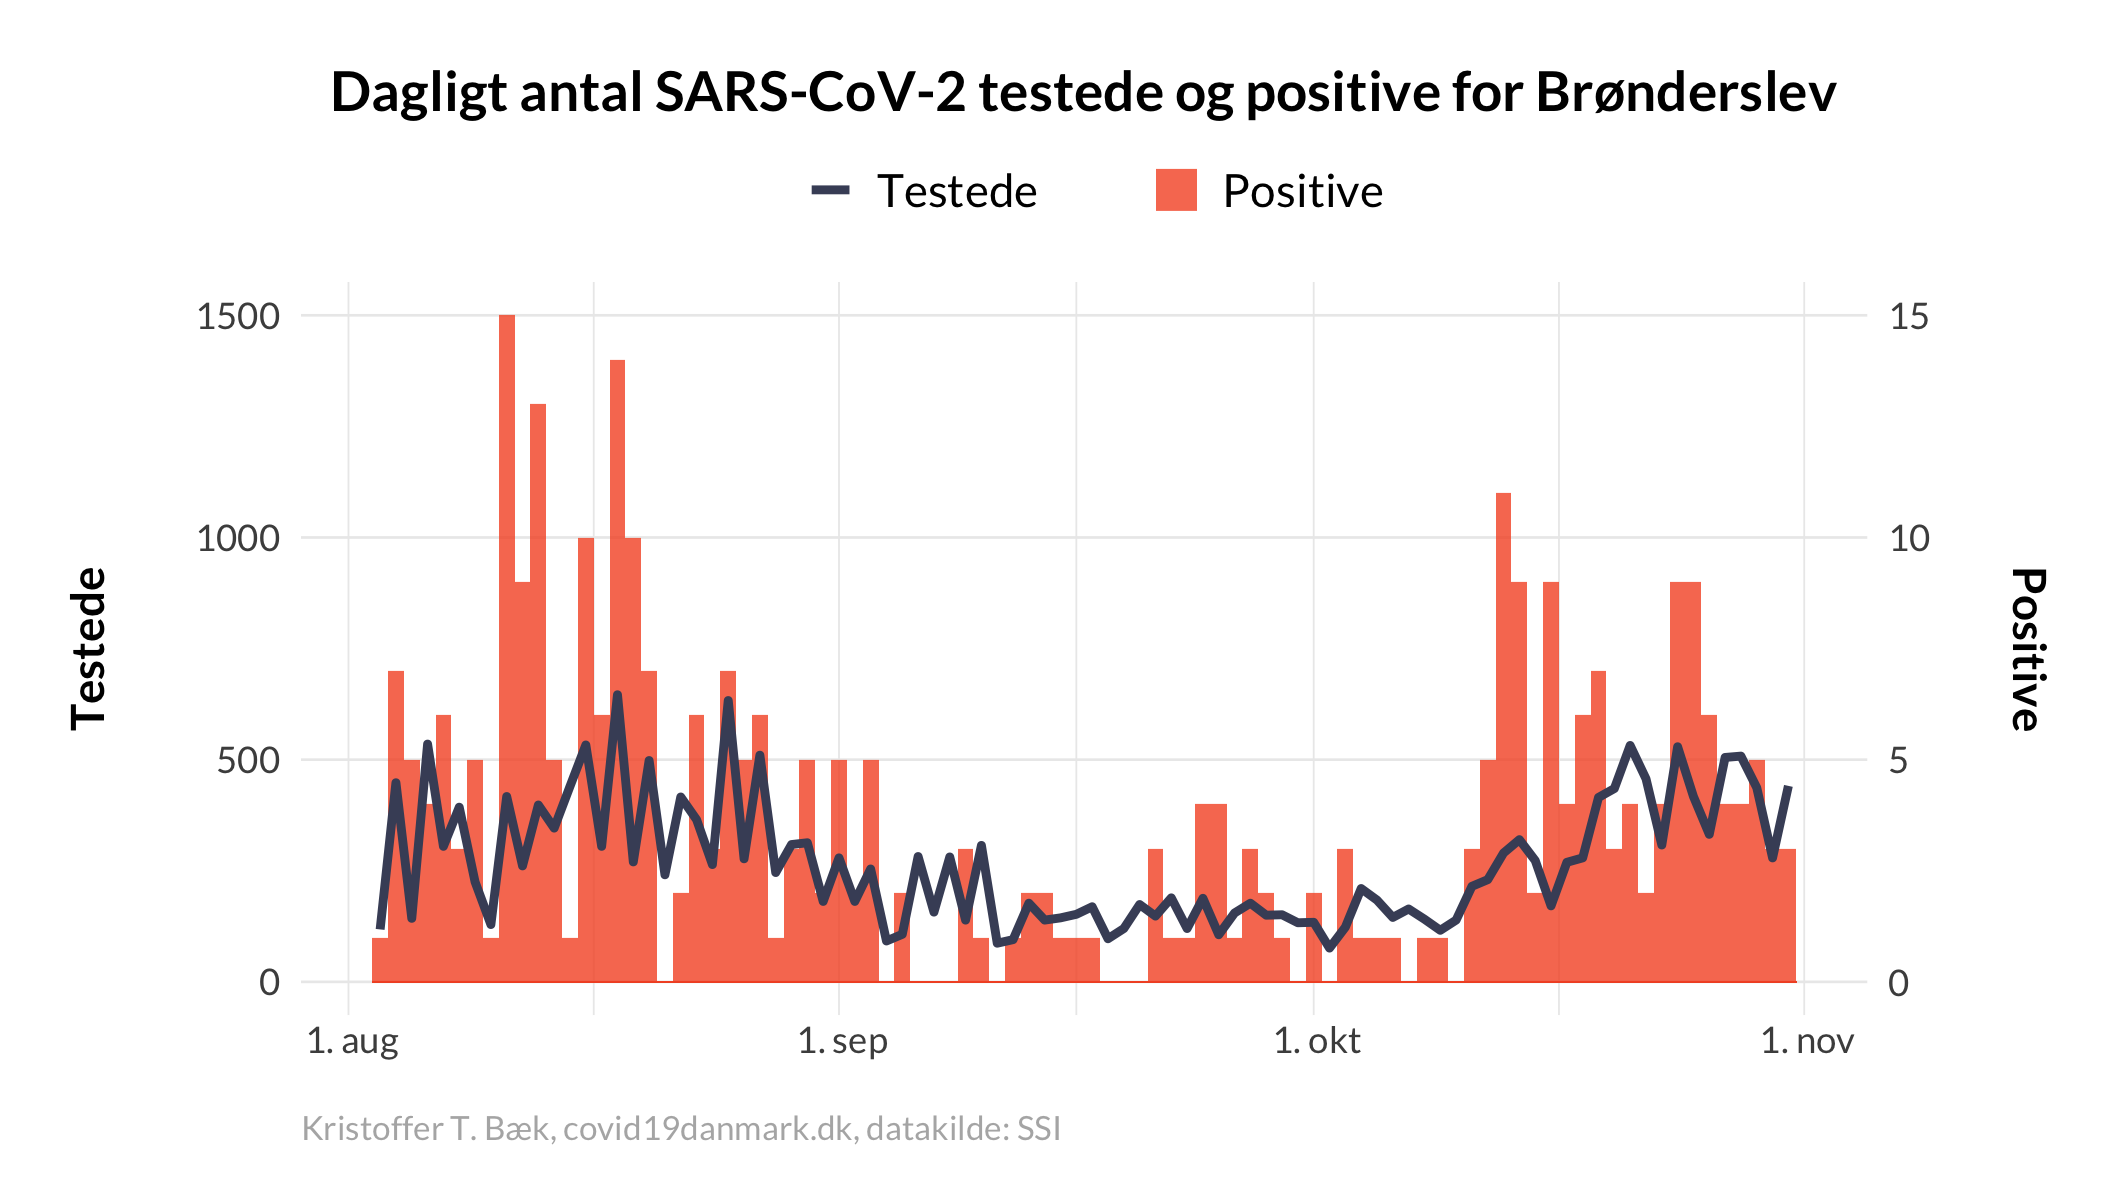 Dagligt antal SARS-CoV-2 testede og positive for Brønderslev
Testede
Positive
1500
1000
500
0
Testede
15
10
5
0
Positive
1. aug
1. sep
1. okt
1. nov
Kristoffer T. Bæk, covid19danmark.dk, datakilde: SSI